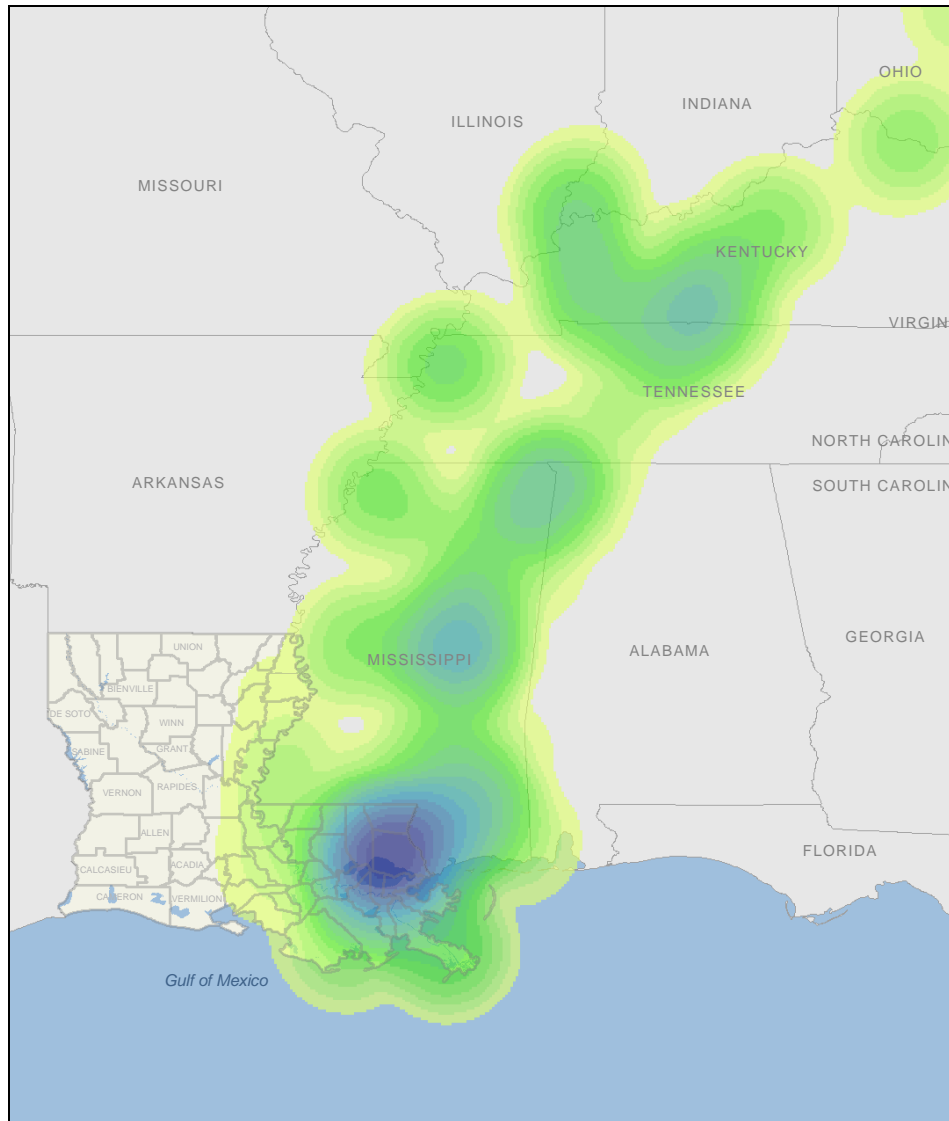 OHIO
INDIANA
ILLINOIS
MISSOURI
KENTUCKY
VIRGIN
TENNESSEE
NORTH CAROLIN
ARKANSAS
SOUTH CAROLIN
GEORGIA
UNION
ALABAMA
MISSISSIPPI
BIENVILLE
DE SOTO
WINN
SABINE
GRANT
VERNON
RAPIDES
ALLEN
FLORIDA
CALCASIEU
ACADIA
CAMERON
VERMILION
Gulf of Mexico